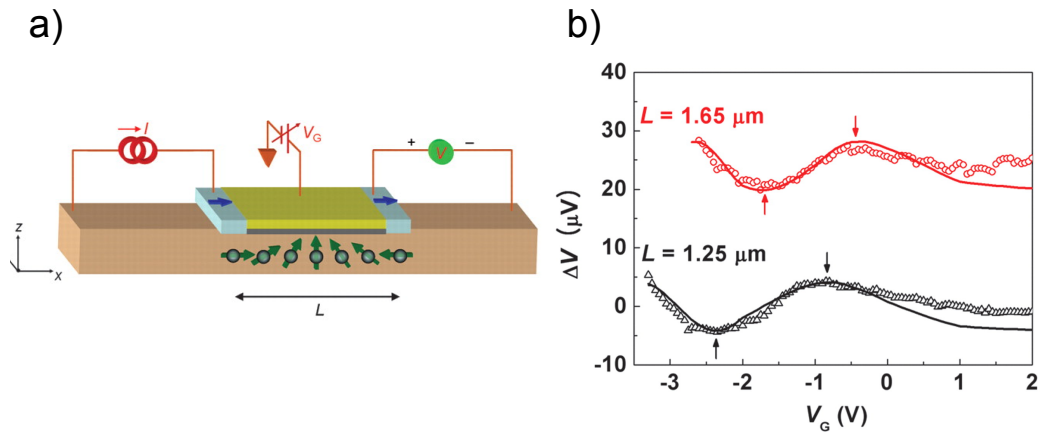 a)
I
V_G
+ V −
z
x
L
b)
40
30
20
10
0
-10
ΔV (μV)
L = 1.65 μm
L = 1.25 μm
-3 -2 -1 0 1 2
V_G (V)